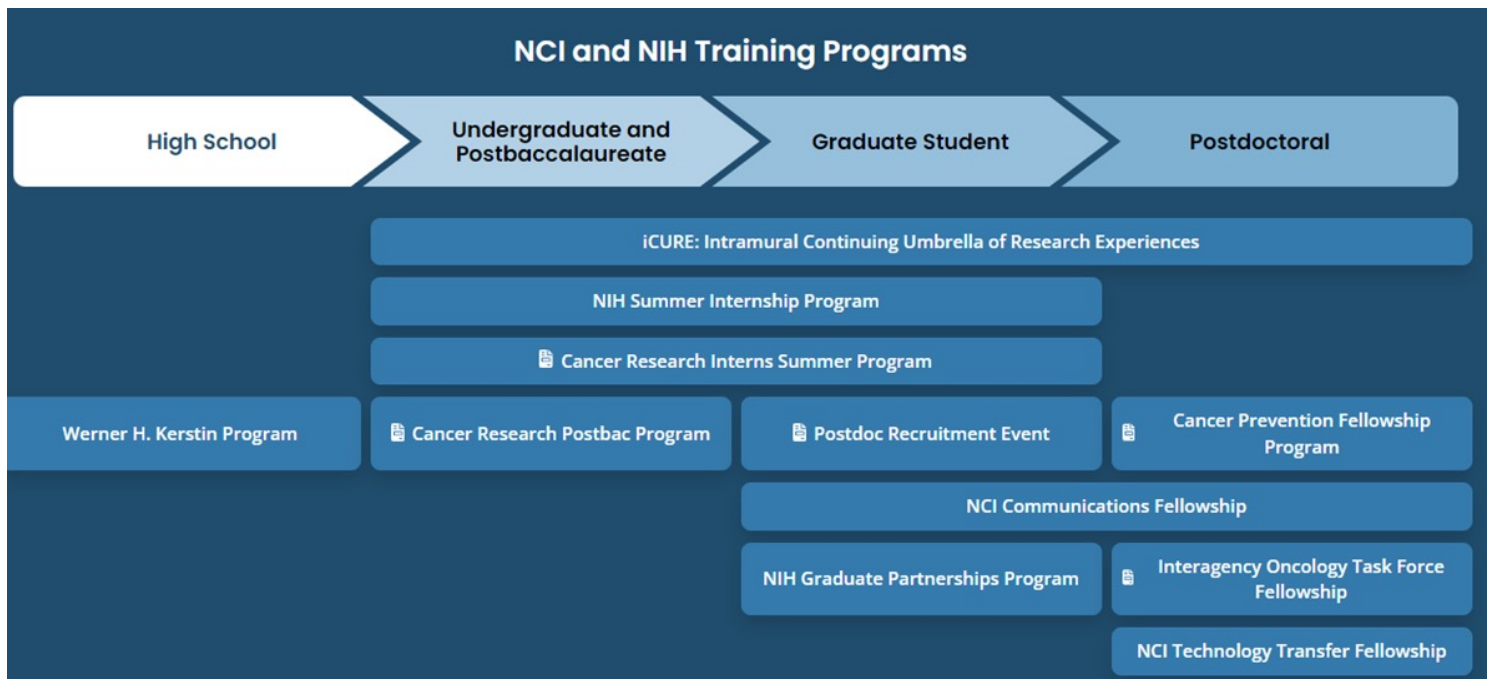 NCI and NIH Training Programs
High School
Undergraduate and
Postbaccalaureate
Graduate Student
Postdoctoral
iCURE: Intramural Continuing Umbrella of Research Experiences
NIH Summer Internship Program
Cancer Research Interns Summer Program
Werner H. Kerstin Program
Cancer Research Postbac Program
Postdoc Recruitment Event
Cancer Prevention Fellowship
Program
NCI Communications Fellowship
NIH Graduate Partnerships Program
Interagency Oncology Task Force
Fellowship
NCI Technology Transfer Fellowship